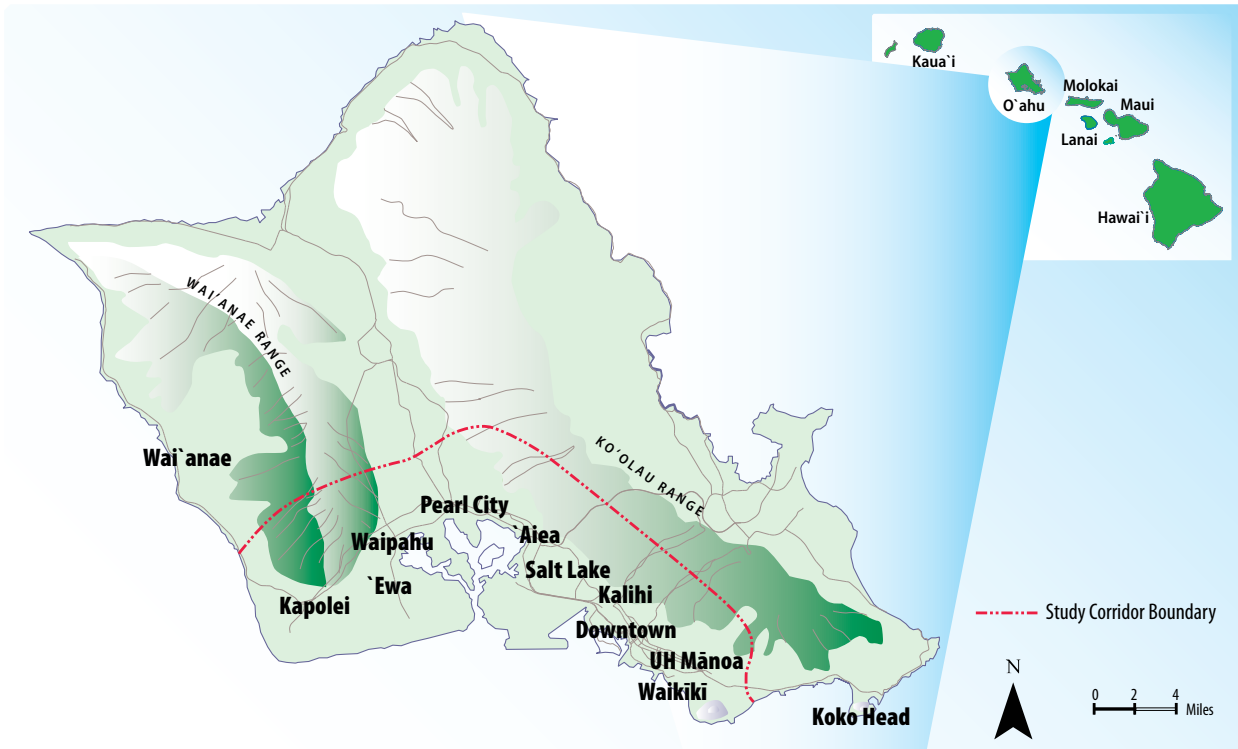 Kaua`i
O`ahu
Molokai
Maui
Lanai
Hawai`i
WAI'ANAE RANGE
KO'OLAU RANGE
Wai`anae
Pearl City
`Aiea
Waipahu
Salt Lake
`Ewa
Kalihi
Kapolei
Downtown
UH Mānoa
Waikīkī
Koko Head
Study Corridor Boundary
N
0 2 4
Miles